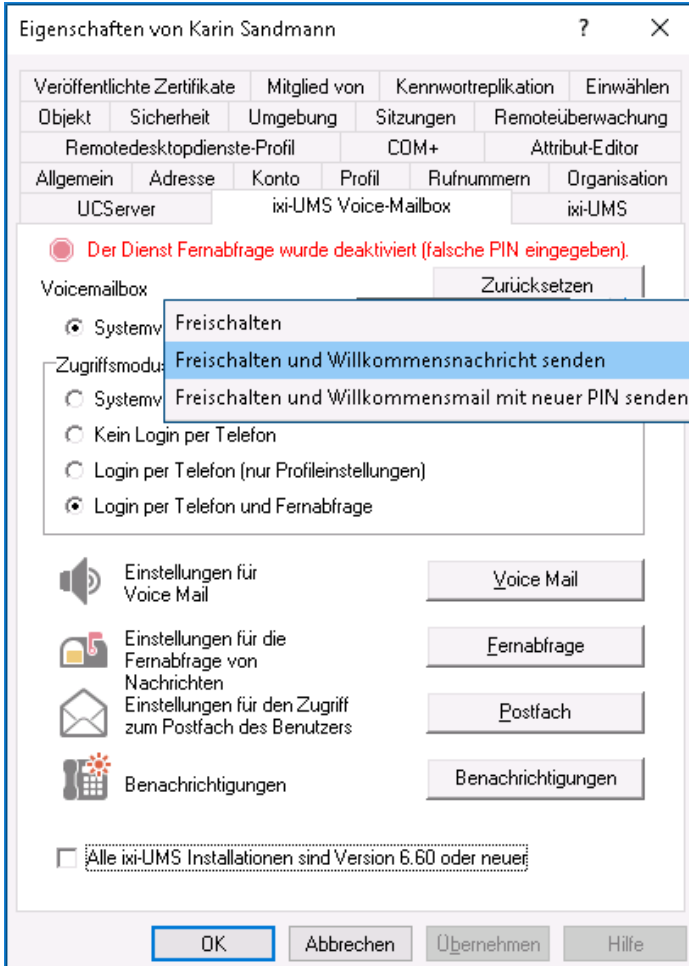 Eigenschaften von Karin Sandmann
?
Veröffentlichte Zertifikate Mitglied von Kennwortreplikation Einwählen
Objekt Sicherheit Umgebung Sitzungen Remoteüberwachung
Remotedesktopdienste-Profil COM+ Attribut-Editor
Allgemein Adresse Konto Profil Rufnummern Organisation
UCServer ixi-UMS Voice-Mailbox ixi-UMS
Der Dienst Fernabfrage wurde deaktiviert (falsche PIN eingegeben).
Voicemailbox Zurücksetzen
Systemv Freischalten
Zugriffsmodu Freischalten und Willkommensnachricht senden
Systemv Freischalten und Willkommensmail mit neuer PIN senden
Kein Login per Telefon
Login per Telefon (nur Profileinstellungen)
Login per Telefon und Fernabfrage
Einstellungen für
Voice Mail
Voice Mail
Einstellungen für die
Fernabfrage von
Nachrichten
Fernabfrage
Einstellungen für den Zugriff
zum Postfach des Benutzers
Postfach
Benachrichtigungen Benachrichtigungen
Alle ixi-UMS Installationen sind Version 6.60 oder neuer
OK Abbrechen Übernehmen Hilfe